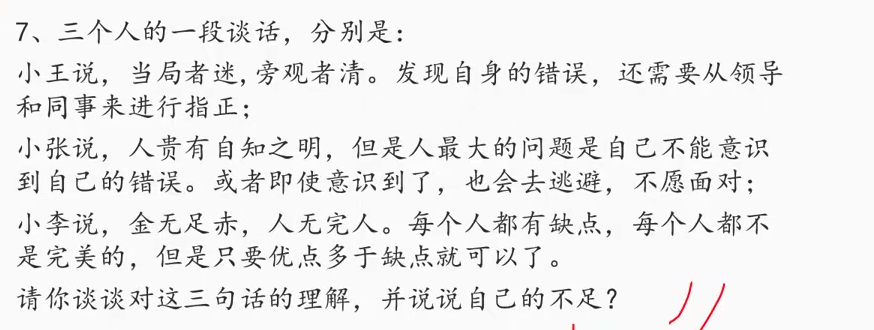 7、三个人的一段谈话，分别是：
小王说，当局者迷,旁观者清。发现自身的错误，还需要从领导
和同事来进行指正；
小张说，人贵有自知之明，但是人最大的问题是自己不能意识
到自己的错误。或者即使意识到了，也会去逃避，不愿面对；
小李说，金无足赤，人无完人。每个人都有缺点，每个人都不
是完美的，但是只要优点多于缺点就可以了。
请你谈谈对这三句话的理解，并说说自己的不足？